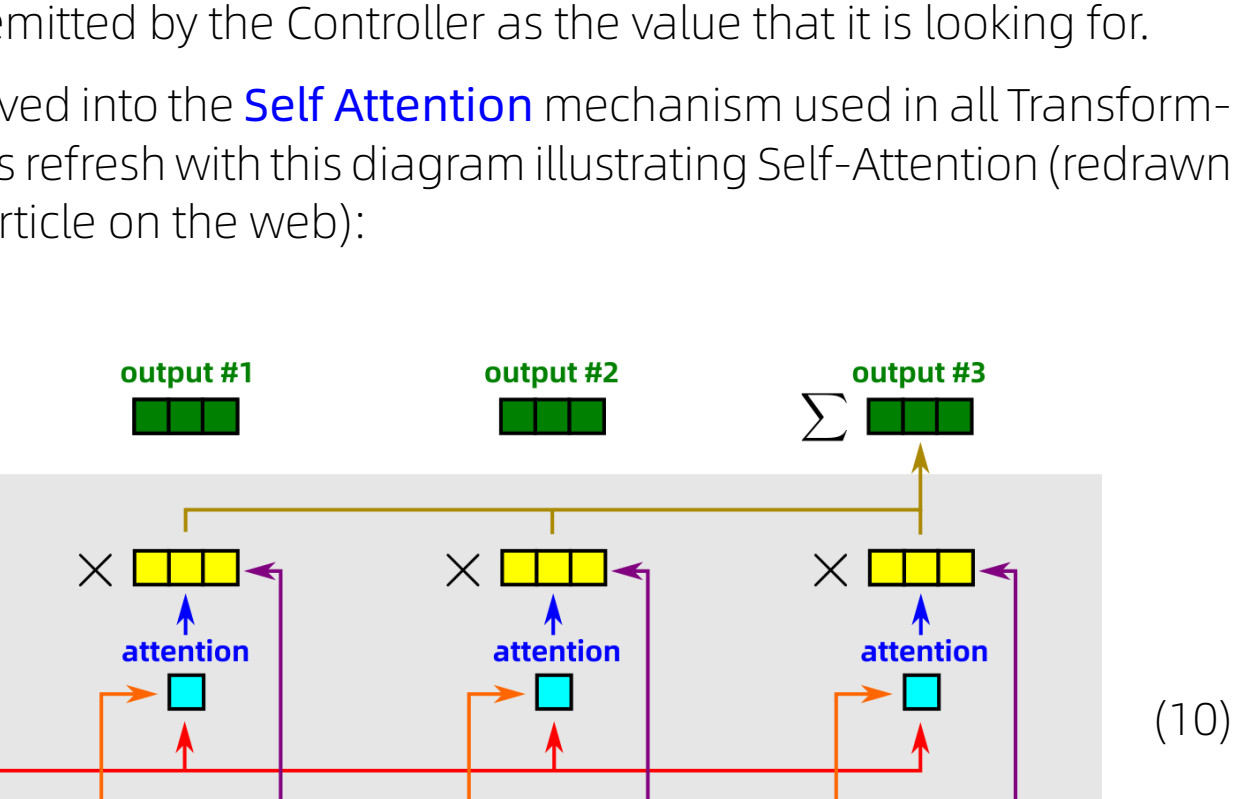 emitted by the Controller as the value that it is looking for.
ved into the Self Attention mechanism used in all Transform-
s refresh with this diagram illustrating Self-Attention (redrawn
rticle on the web):
output #1 output #2 output #3
∑
× × ×
attention attention attention
(10)